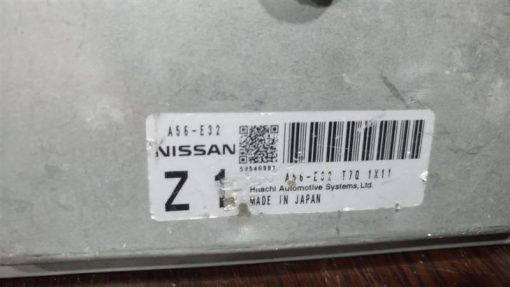 A56-E32
NISSAN
A56-E32 T7Q 1X11
Z 1
Hitachi Automotive Systems, Ltd.
MADE IN JAPAN